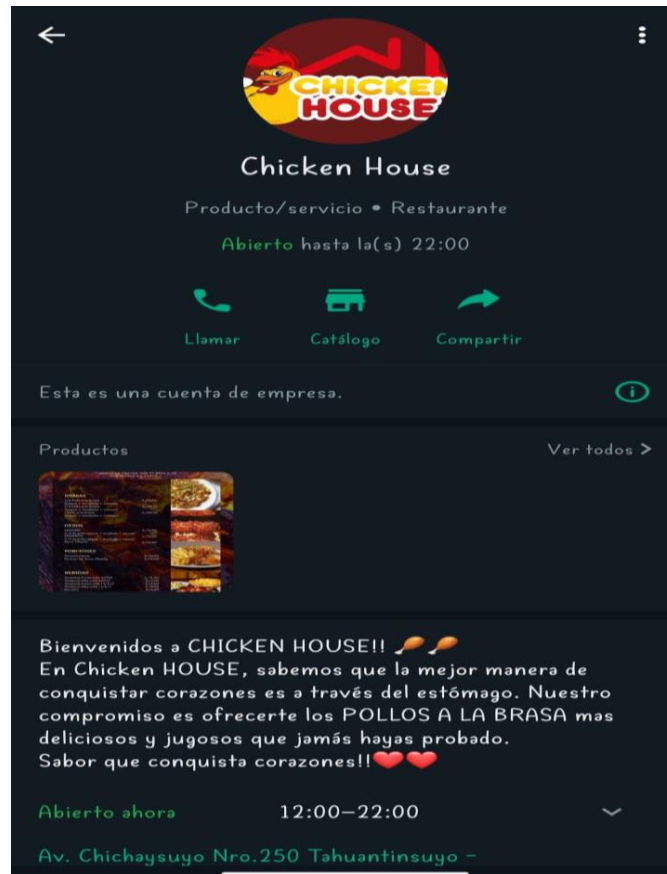 CHICKEN
HOUSE
Chicken House
Producto/servicio • Restaurante
Abierto hasta la(s) 22:00
Llamar
Catálogo
Compartir
Esta es una cuenta de empresa.
Productos
Ver todos >
Bienvenidos a CHICKEN HOUSE!! 🍗🍗
En Chicken HOUSE, sabemos que la mejor manera de
conquistar corazones es a través del estómago. Nuestro
compromiso es ofrecerte los POLLOS A LA BRASA mas
deliciosos y jugosos que jamás hayas probado.
Sabor que conquista corazones!!❤️❤️
Abierto ahora 12:00–22:00
Av. Chichaysuyo Nro.250 Tahuantinsuyo –